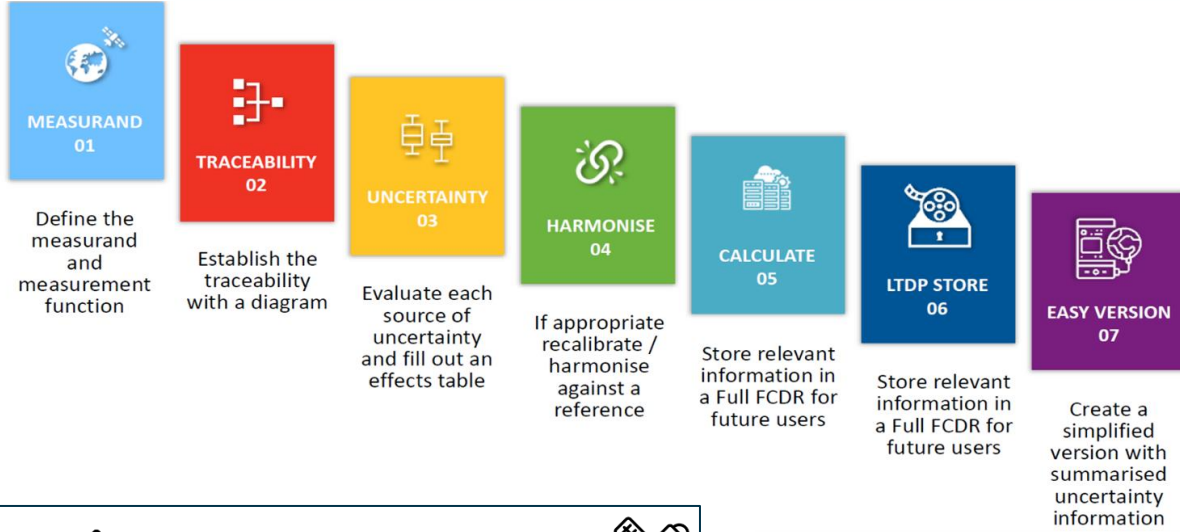 MEASURAND
01
Define the
measurand
and
measurement
function
TRACEABILITY
02
Establish the
traceability
with a diagram
UNCERTAINTY
03
Evaluate each
source of
uncertainty
and fill out an
effects table
HARMONISE
04
If appropriate
recalibrate /
harmonise
against a
reference
CALCULATE
05
Store relevant
information in
a Full FCDR for
future users
LTDP STORE
06
Store relevant
information in
a Full FCDR for
future users
EASY VERSION
07
Create a
simplified
version with
summarised
uncertainty
information